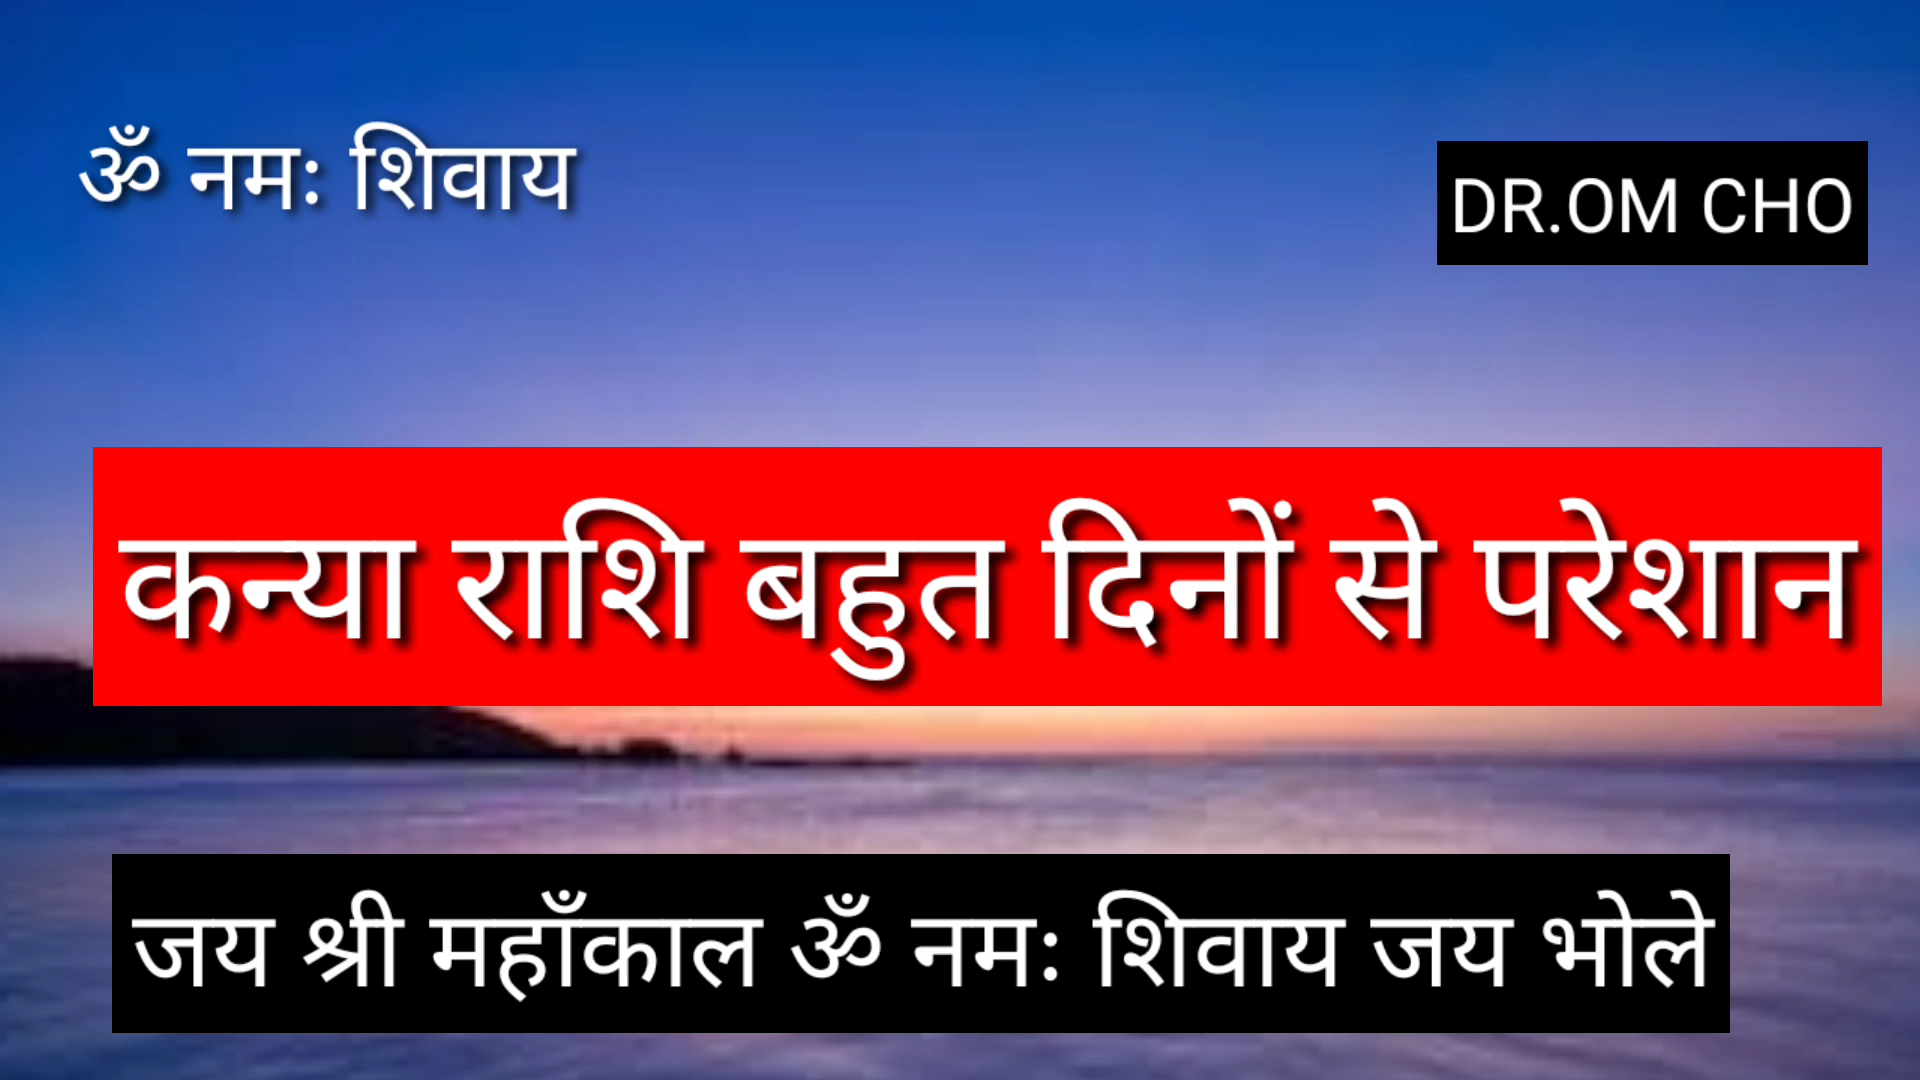 ॐ नमः शिवाय
DR.OM CHO
कन्या राशि बहुत दिनों से परेशान
जय श्री महाँकाल ॐ नमः शिवाय जय भोले